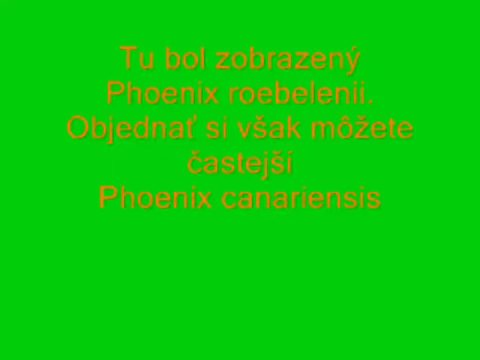 Tu bol zobrazený
Phoenix roebelenii.
Objednať si však môžete
častejší
Phoenix canariensis